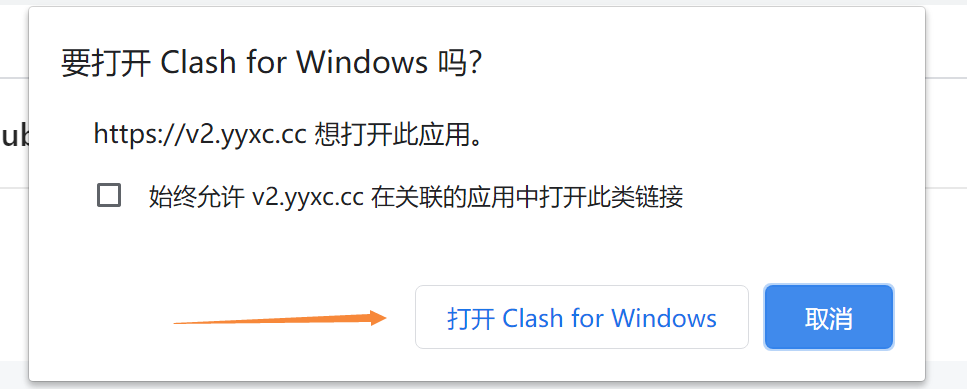 要打开 Clash for Windows 吗?
https://v2.yyxc.cc 想打开此应用。
ub
始终允许 v2.yyxc.cc 在关联的应用中打开此类链接
打开 Clash for Windows
取消